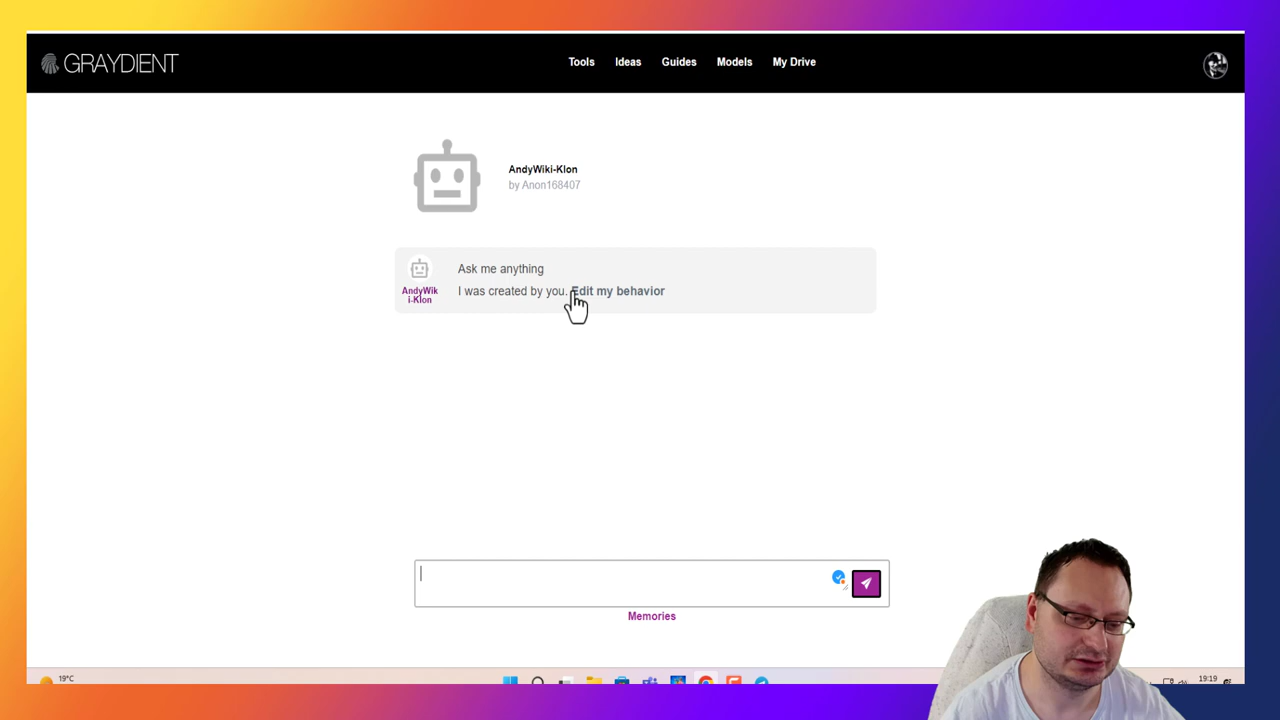 GRAYDIENT
Tools Ideas Guides Models My Drive
AndyWiki-Klon
by Anon168407
Ask me anything
AndyWik
i-Klon
I was created by you. Edit my behavior
Memories
19°C
19:19